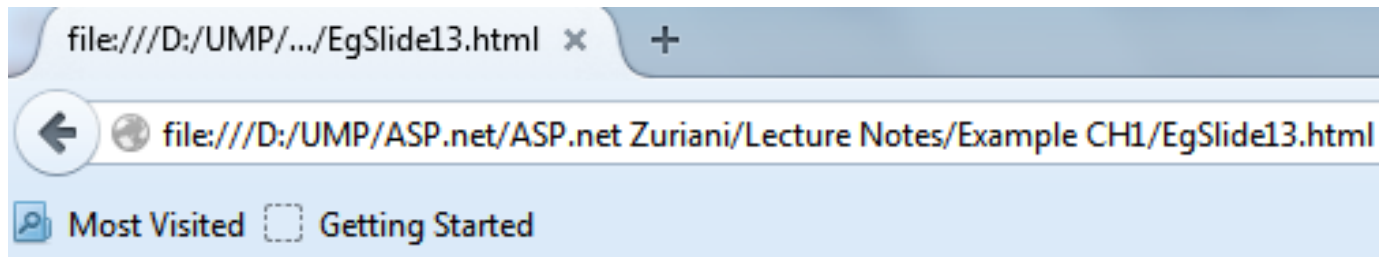 file:///D:/UMP/.../EgSlide13.html
file:///D:/UMP/ASP.net/ASP.net Zuriani/Lecture Notes/Example CH1/EgSlide13.html
Most Visited Getting Started